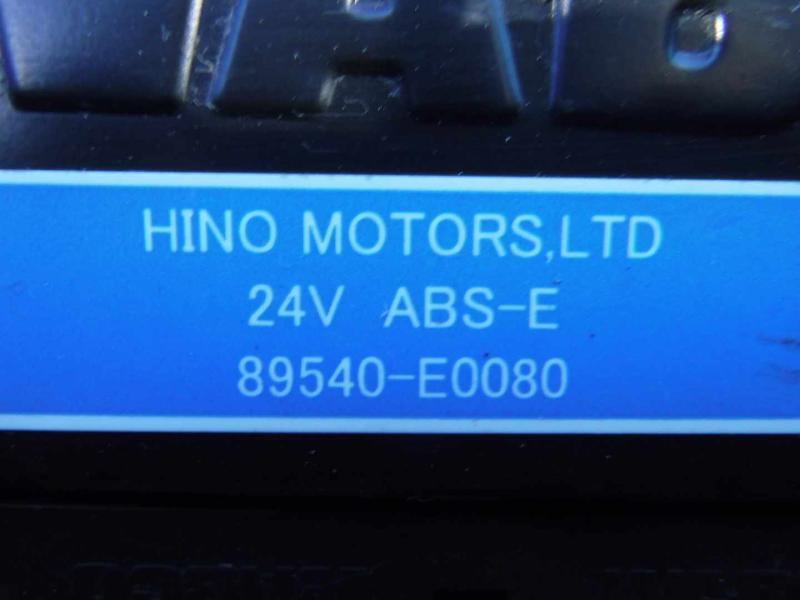 HINO MOTORS,LTD
24V ABS-E
89540-E0080